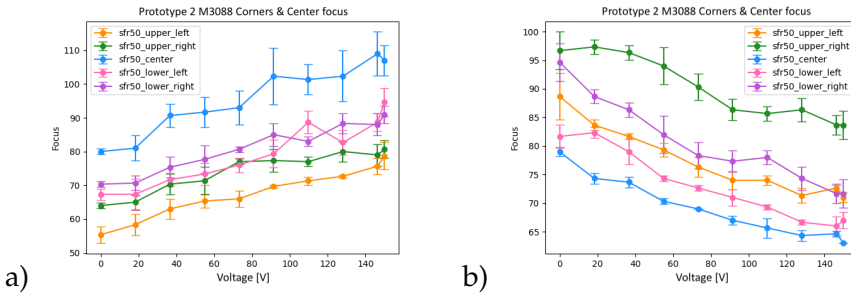 Prototype 2 M3088 Corners & Center focus
sfr50_upper_left
sfr50_upper_right
sfr50_center
sfr50_lower_left
sfr50_lower_right
110
100
90
80
70
60
50
Focus
0 20 40 60 80 100 120 140
Voltage [V]
a)
Prototype 2 M3088 Corners & Center focus
sfr50_upper_left
sfr50_upper_right
sfr50_center
sfr50_lower_left
sfr50_lower_right
100
95
90
85
80
75
70
65
Focus
0 20 40 60 80 100 120 140
Voltage [V]
b)